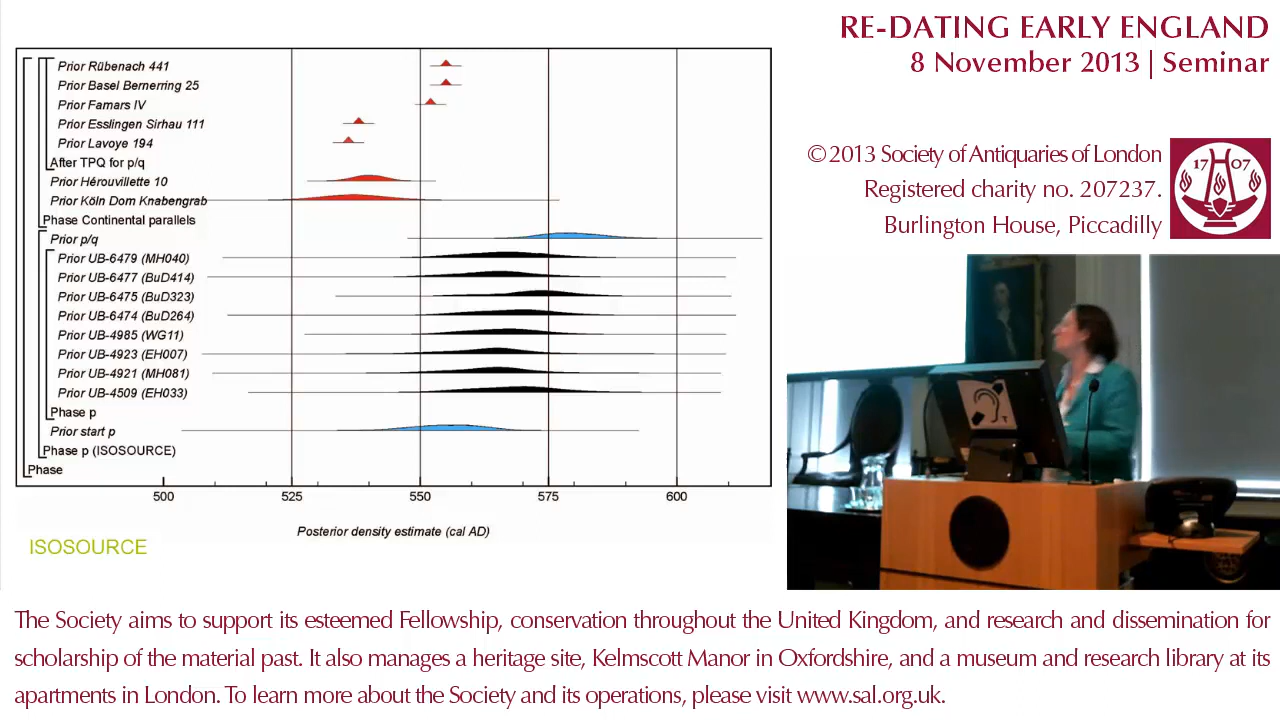 RE-DATING EARLY ENGLAND
8 November 2013 | Seminar
© 2013 Society of Antiquaries of London
Registered charity no. 207237.
Burlington House, Piccadilly
17 07
Prior Rübenach 441
Prior Basel Bernerring 25
Prior Famars IV
Prior Esslingen Sirhau 111
Prior Lavoye 194
After TPQ for p/q
Prior Hérouvillette 10
Prior Köln Dom Knabengrab
Phase Continental parallels
Prior p/q
Prior UB-6479 (MH040)
Prior UB-6477 (BuD414)
Prior UB-6475 (BuD323)
Prior UB-6474 (BuD264)
Prior UB-4985 (WG11)
Prior UB-4923 (EH007)
Prior UB-4921 (MH081)
Prior UB-4509 (EH033)
Phase p
Prior start p
Phase p (ISOSOURCE)
Phase
500 525 550 575 600
Posterior density estimate (cal AD)
ISOSOURCE
The Society aims to support its esteemed Fellowship, conservation throughout the United Kingdom, and research and dissemination for
scholarship of the material past. It also manages a heritage site, Kelmscott Manor in Oxfordshire, and a museum and research library at its
apartments in London. To learn more about the Society and its operations, please visit www.sal.org.uk.